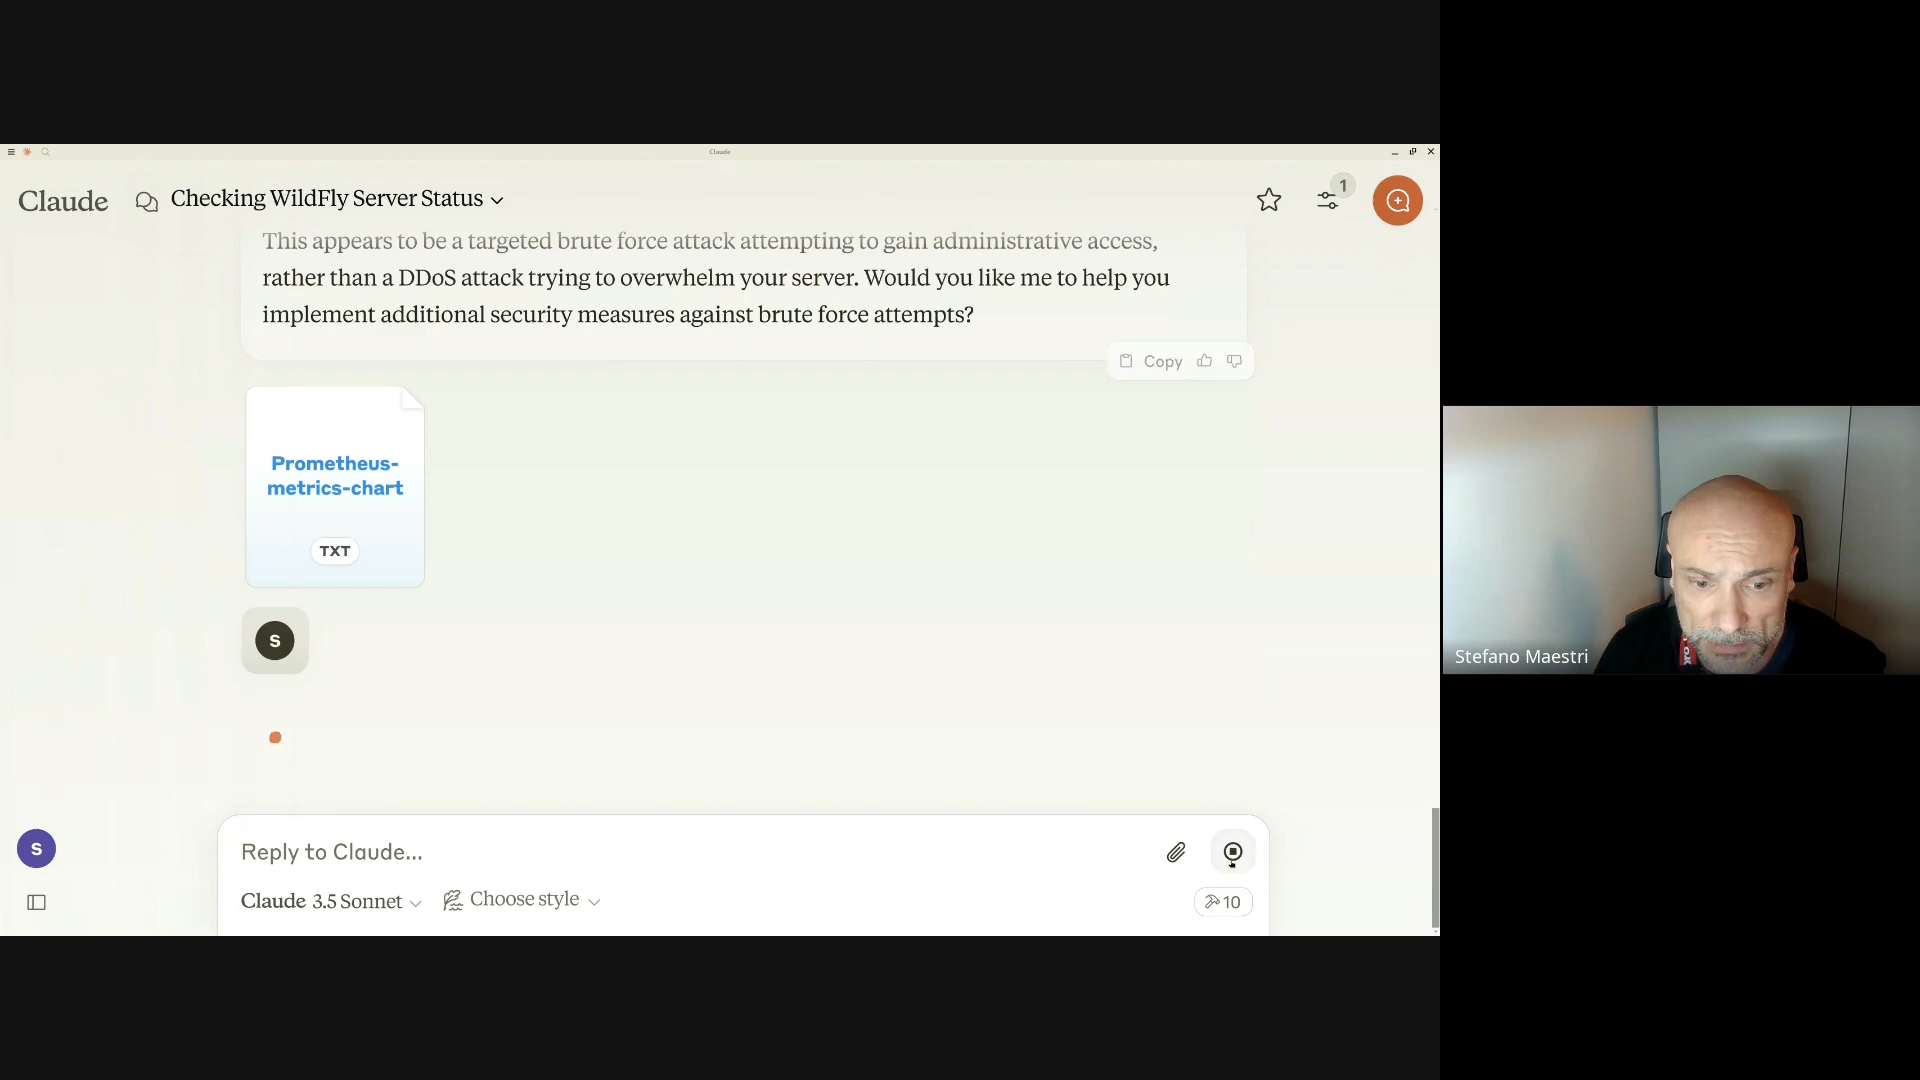 Claude
Claude
Checking WildFly Server Status
1
This appears to be a targeted brute force attack attempting to gain administrative access,
rather than a DDoS attack trying to overwhelm your server. Would you like me to help you
implement additional security measures against brute force attempts?
Copy
Prometheus-
metrics-chart
TXT
S
Stefano Maestri
S
Reply to Claude...
Claude 3.5 Sonnet
Choose style
10